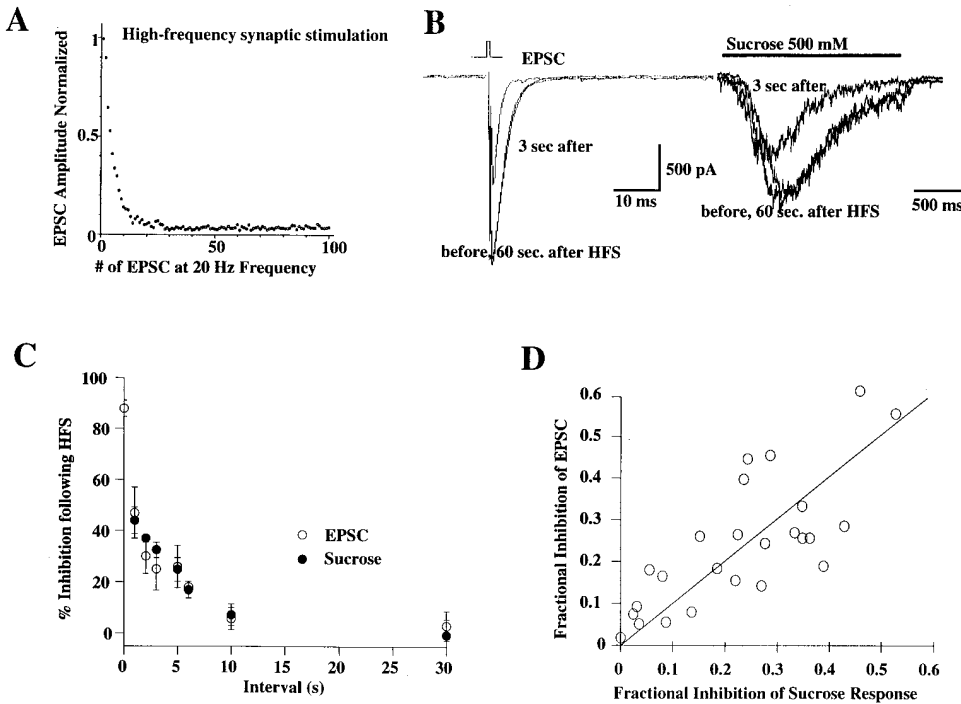 A
High-frequency synaptic stimulation
EPSC Amplitude Normalized
1
0.5
0
0
50
100
# of EPSC at 20 Hz Frequency
B
EPSC
Sucrose 500 mM
3 sec after
3 sec after
500 pA
10 ms
500 ms
before, 60 sec. after HFS
before, 60 sec. after HFS
C
% Inhibition following HFS
100
80
60
40
20
0
0
5
10
15
20
25
30
Interval (s)
EPSC
Sucrose
D
Fractional Inhibition of EPSC
0.6
0.5
0.4
0.3
0.2
0.1
0
0
0.1
0.2
0.3
0.4
0.5
0.6
Fractional Inhibition of Sucrose Response